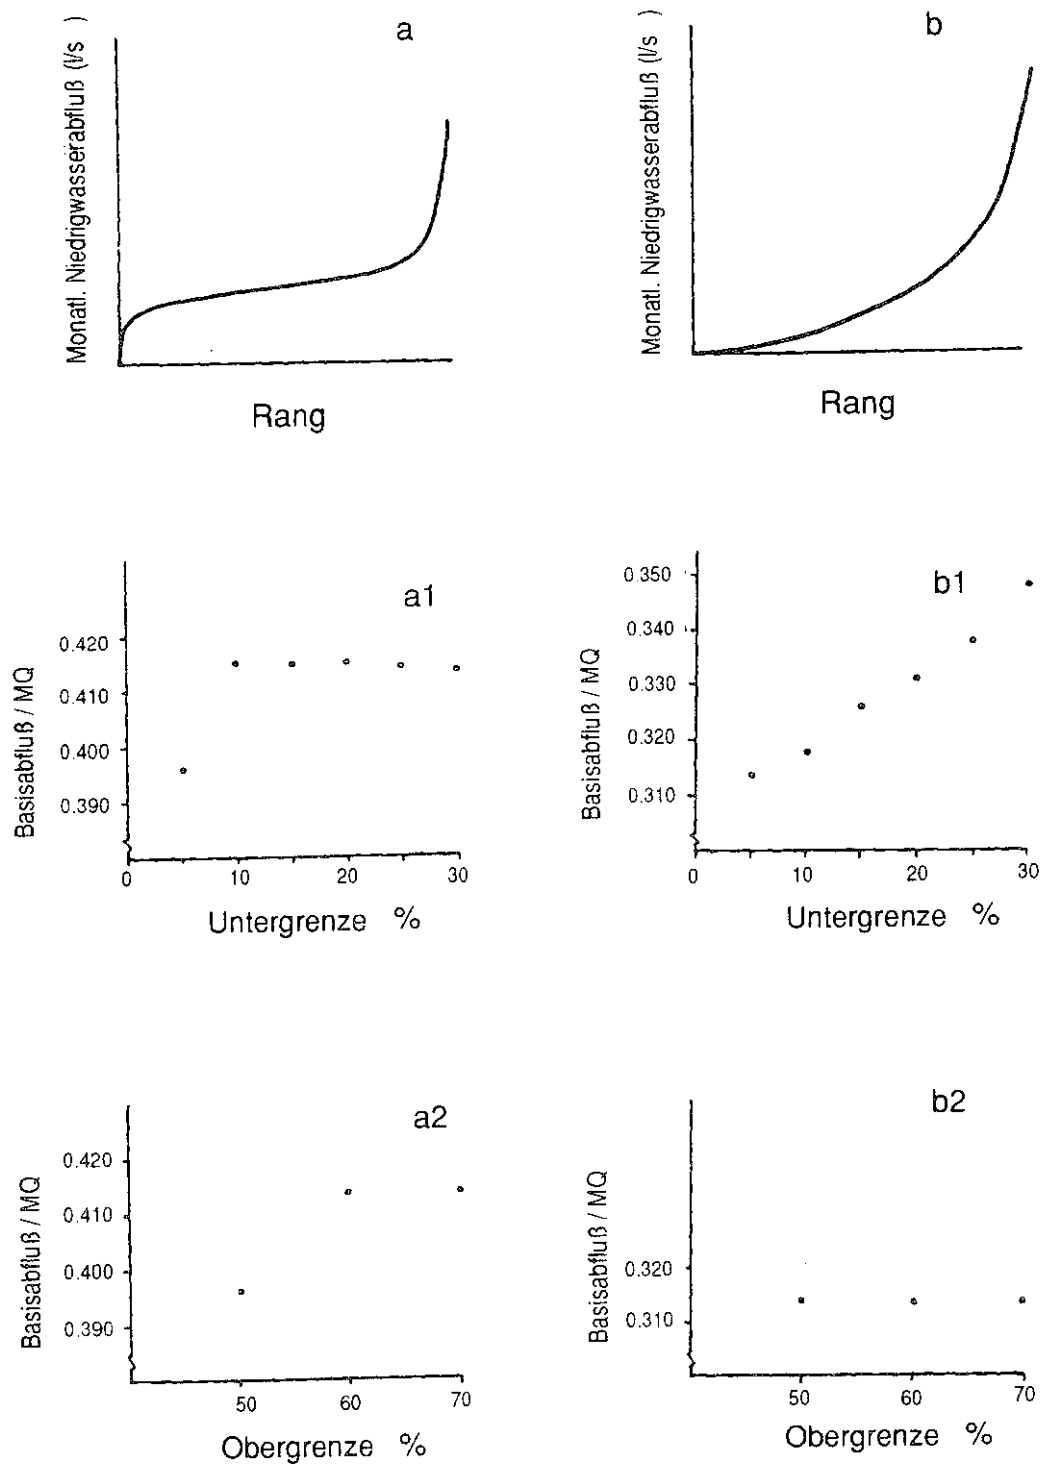 a
Monatl. Niedrigwasserabfluß (l/s )
Rang
b
Monatl. Niedrigwasserabfluß (l/s )
Rang
a1
Basisabfluß / MQ
0.420
0.410
0.400
0.390
0
10
20
30
Untergrenze %
b1
Basisabfluß / MQ
0.350
0.340
0.330
0.320
0.310
0
10
20
30
Untergrenze %
a2
Basisabfluß / MQ
0.420
0.410
0.400
0.390
50
60
70
Obergrenze %
b2
Basisabfluß / MQ
0.320
0.310
50
60
70
Obergrenze %